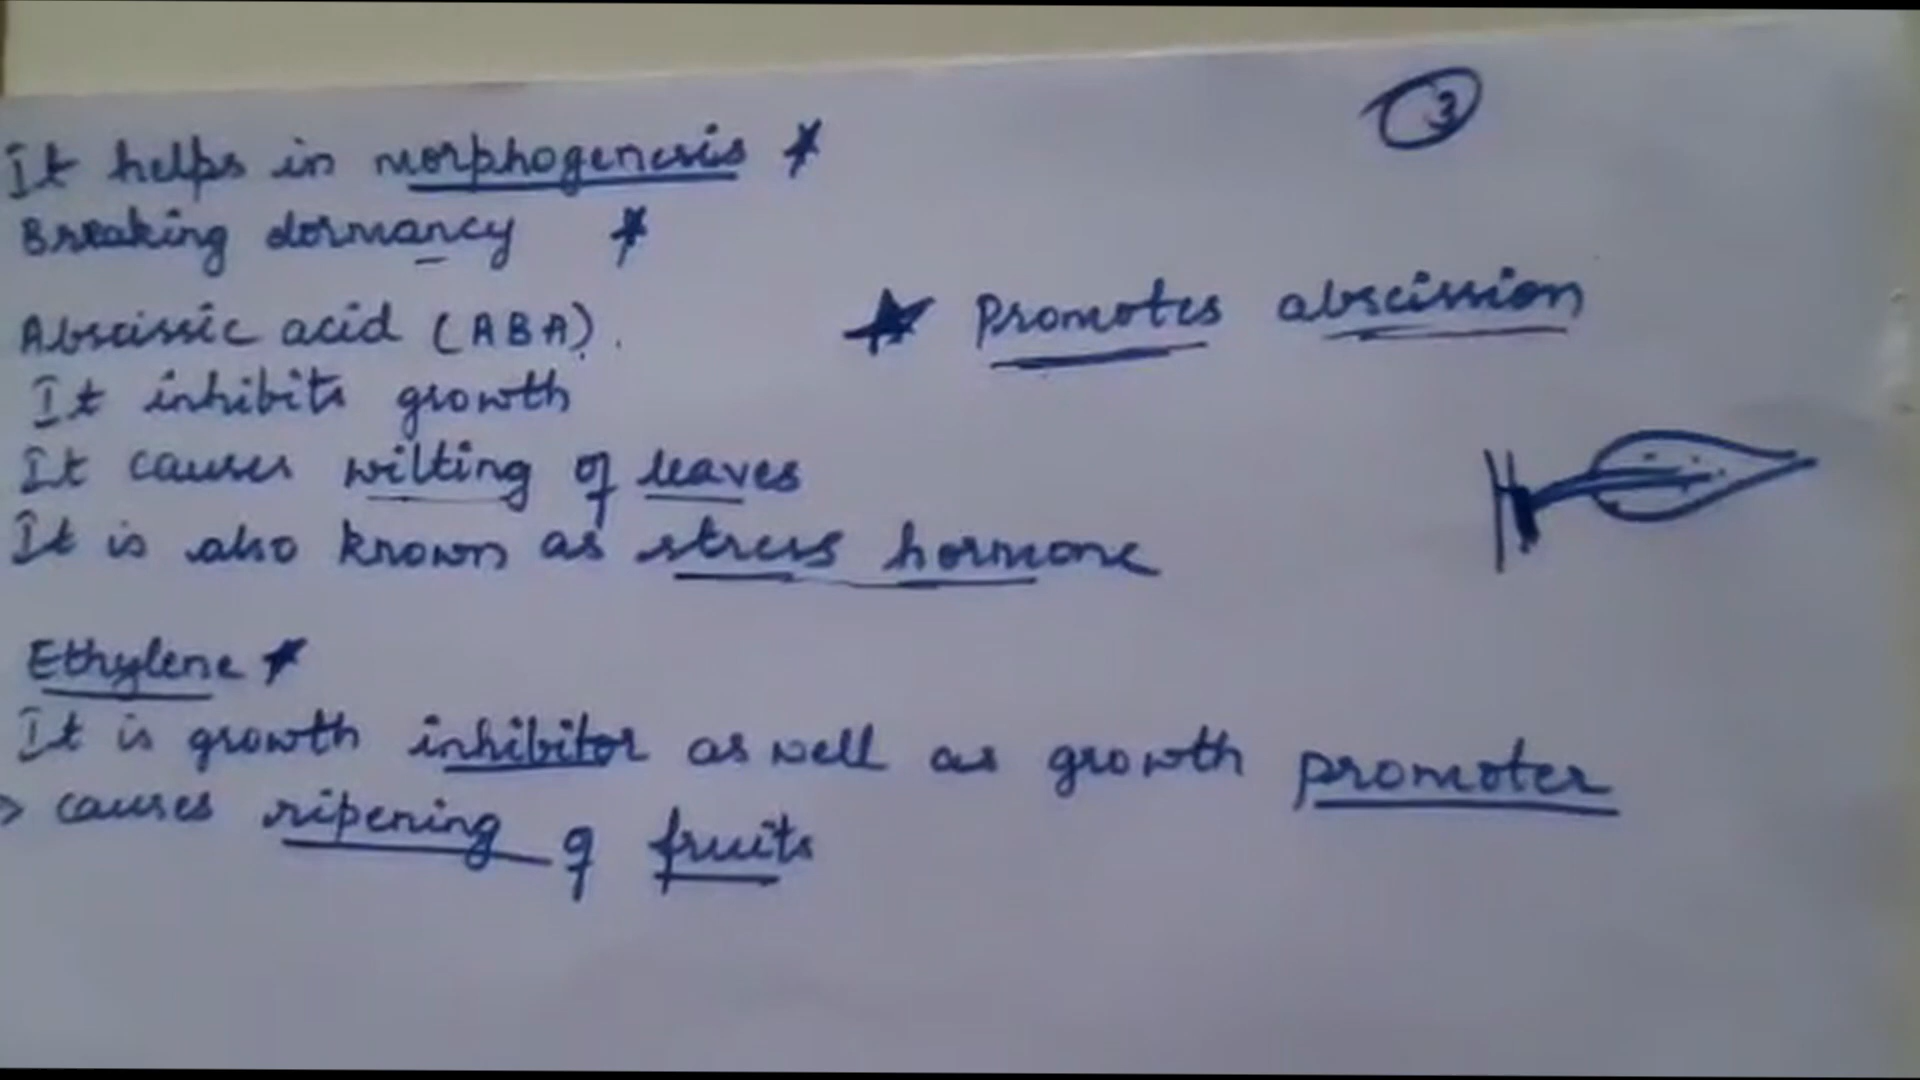 3
It helps in morphogenesis
Breaking dormancy
Abscissic acid (ABA).
Promotes abscission
It inhibits growth
It causes wilting of leaves
It is also known as stress hormone
Ethylene
It is growth inhibitor as well as growth promoter
> causes ripening of fruits